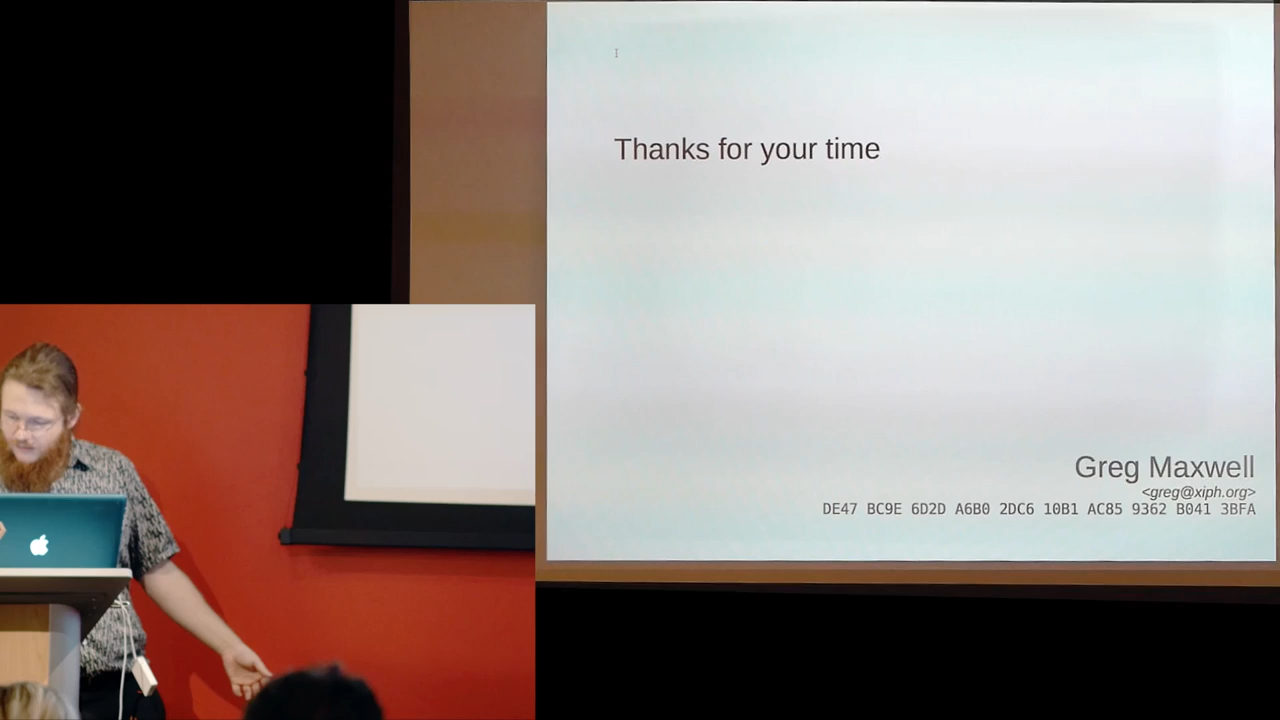 Thanks for your time
Greg Maxwell
<greg@xiph.org>
DE47 BC9E 6D2D A6B0 2DC6 10B1 AC85 9362 B041 3BFA